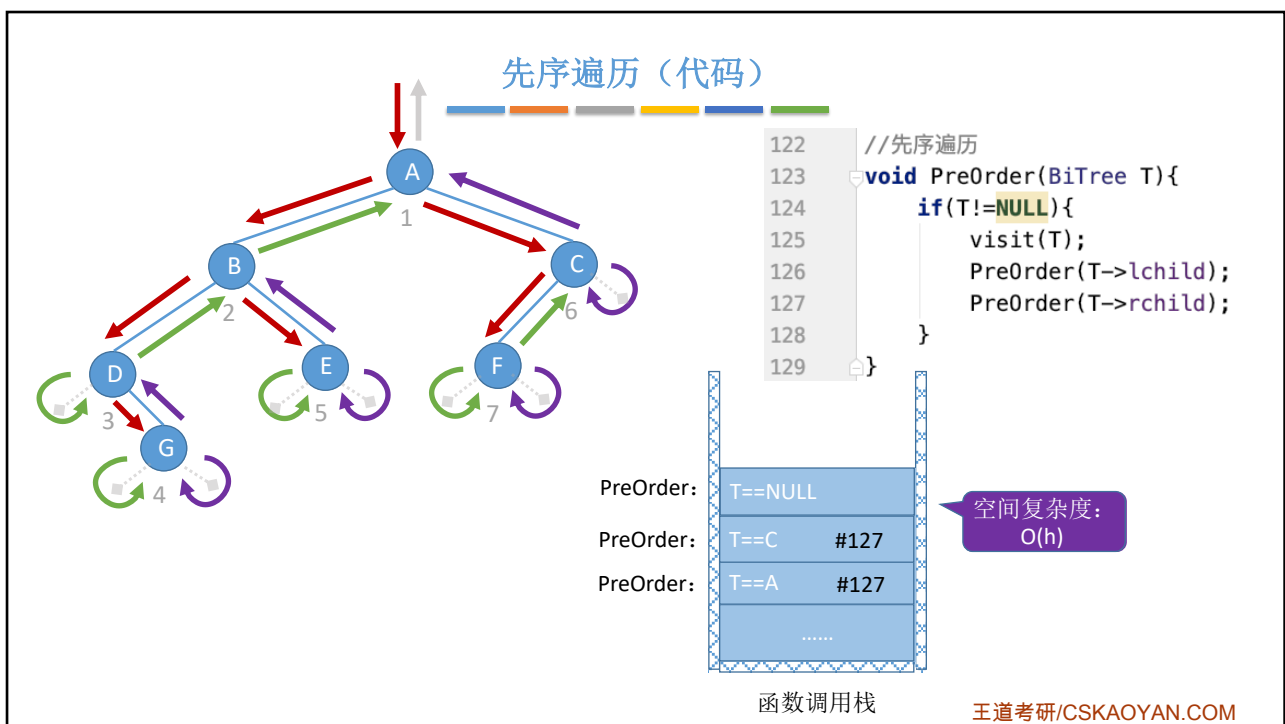 先序遍历（代码）
A
1
B
2
C
6
D
3
E
5
F
7
G
4
122 //先序遍历
123 void PreOrder(BiTree T){
124 if(T!=NULL){
125 visit(T);
126 PreOrder(T->lchild);
127 PreOrder(T->rchild);
128 }
129 }
PreOrder： T==NULL
PreOrder： T==C #127
PreOrder： T==A #127
......
空间复杂度：
O(h)
函数调用栈
王道考研/CSKAOYAN.COM